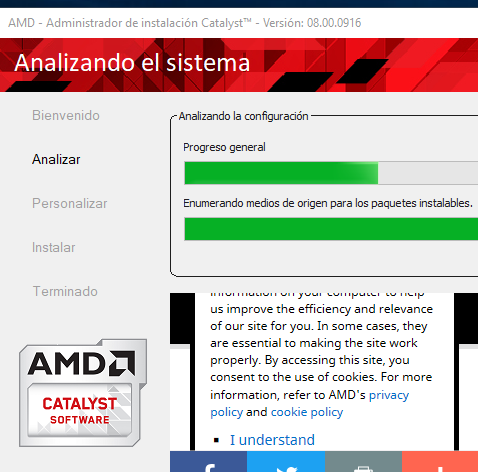 AMD - Administrador de instalación Catalyst™ - Versión: 08.00.0916
Analizando el sistema
Bienvenido
Analizar
Personalizar
Instalar
Terminado
Analizando la configuración
Progreso general
Enumerando medios de origen para los paquetes instalables.
information on your computer to help
us improve the efficiency and relevance
of our site for you. In some cases, they
are essential to making the site work
properly. By accessing this site, you
consent to the use of cookies. For more
information, refer to AMD's privacy
policy and cookie policy
I understand
AMD
CATALYST
SOFTWARE